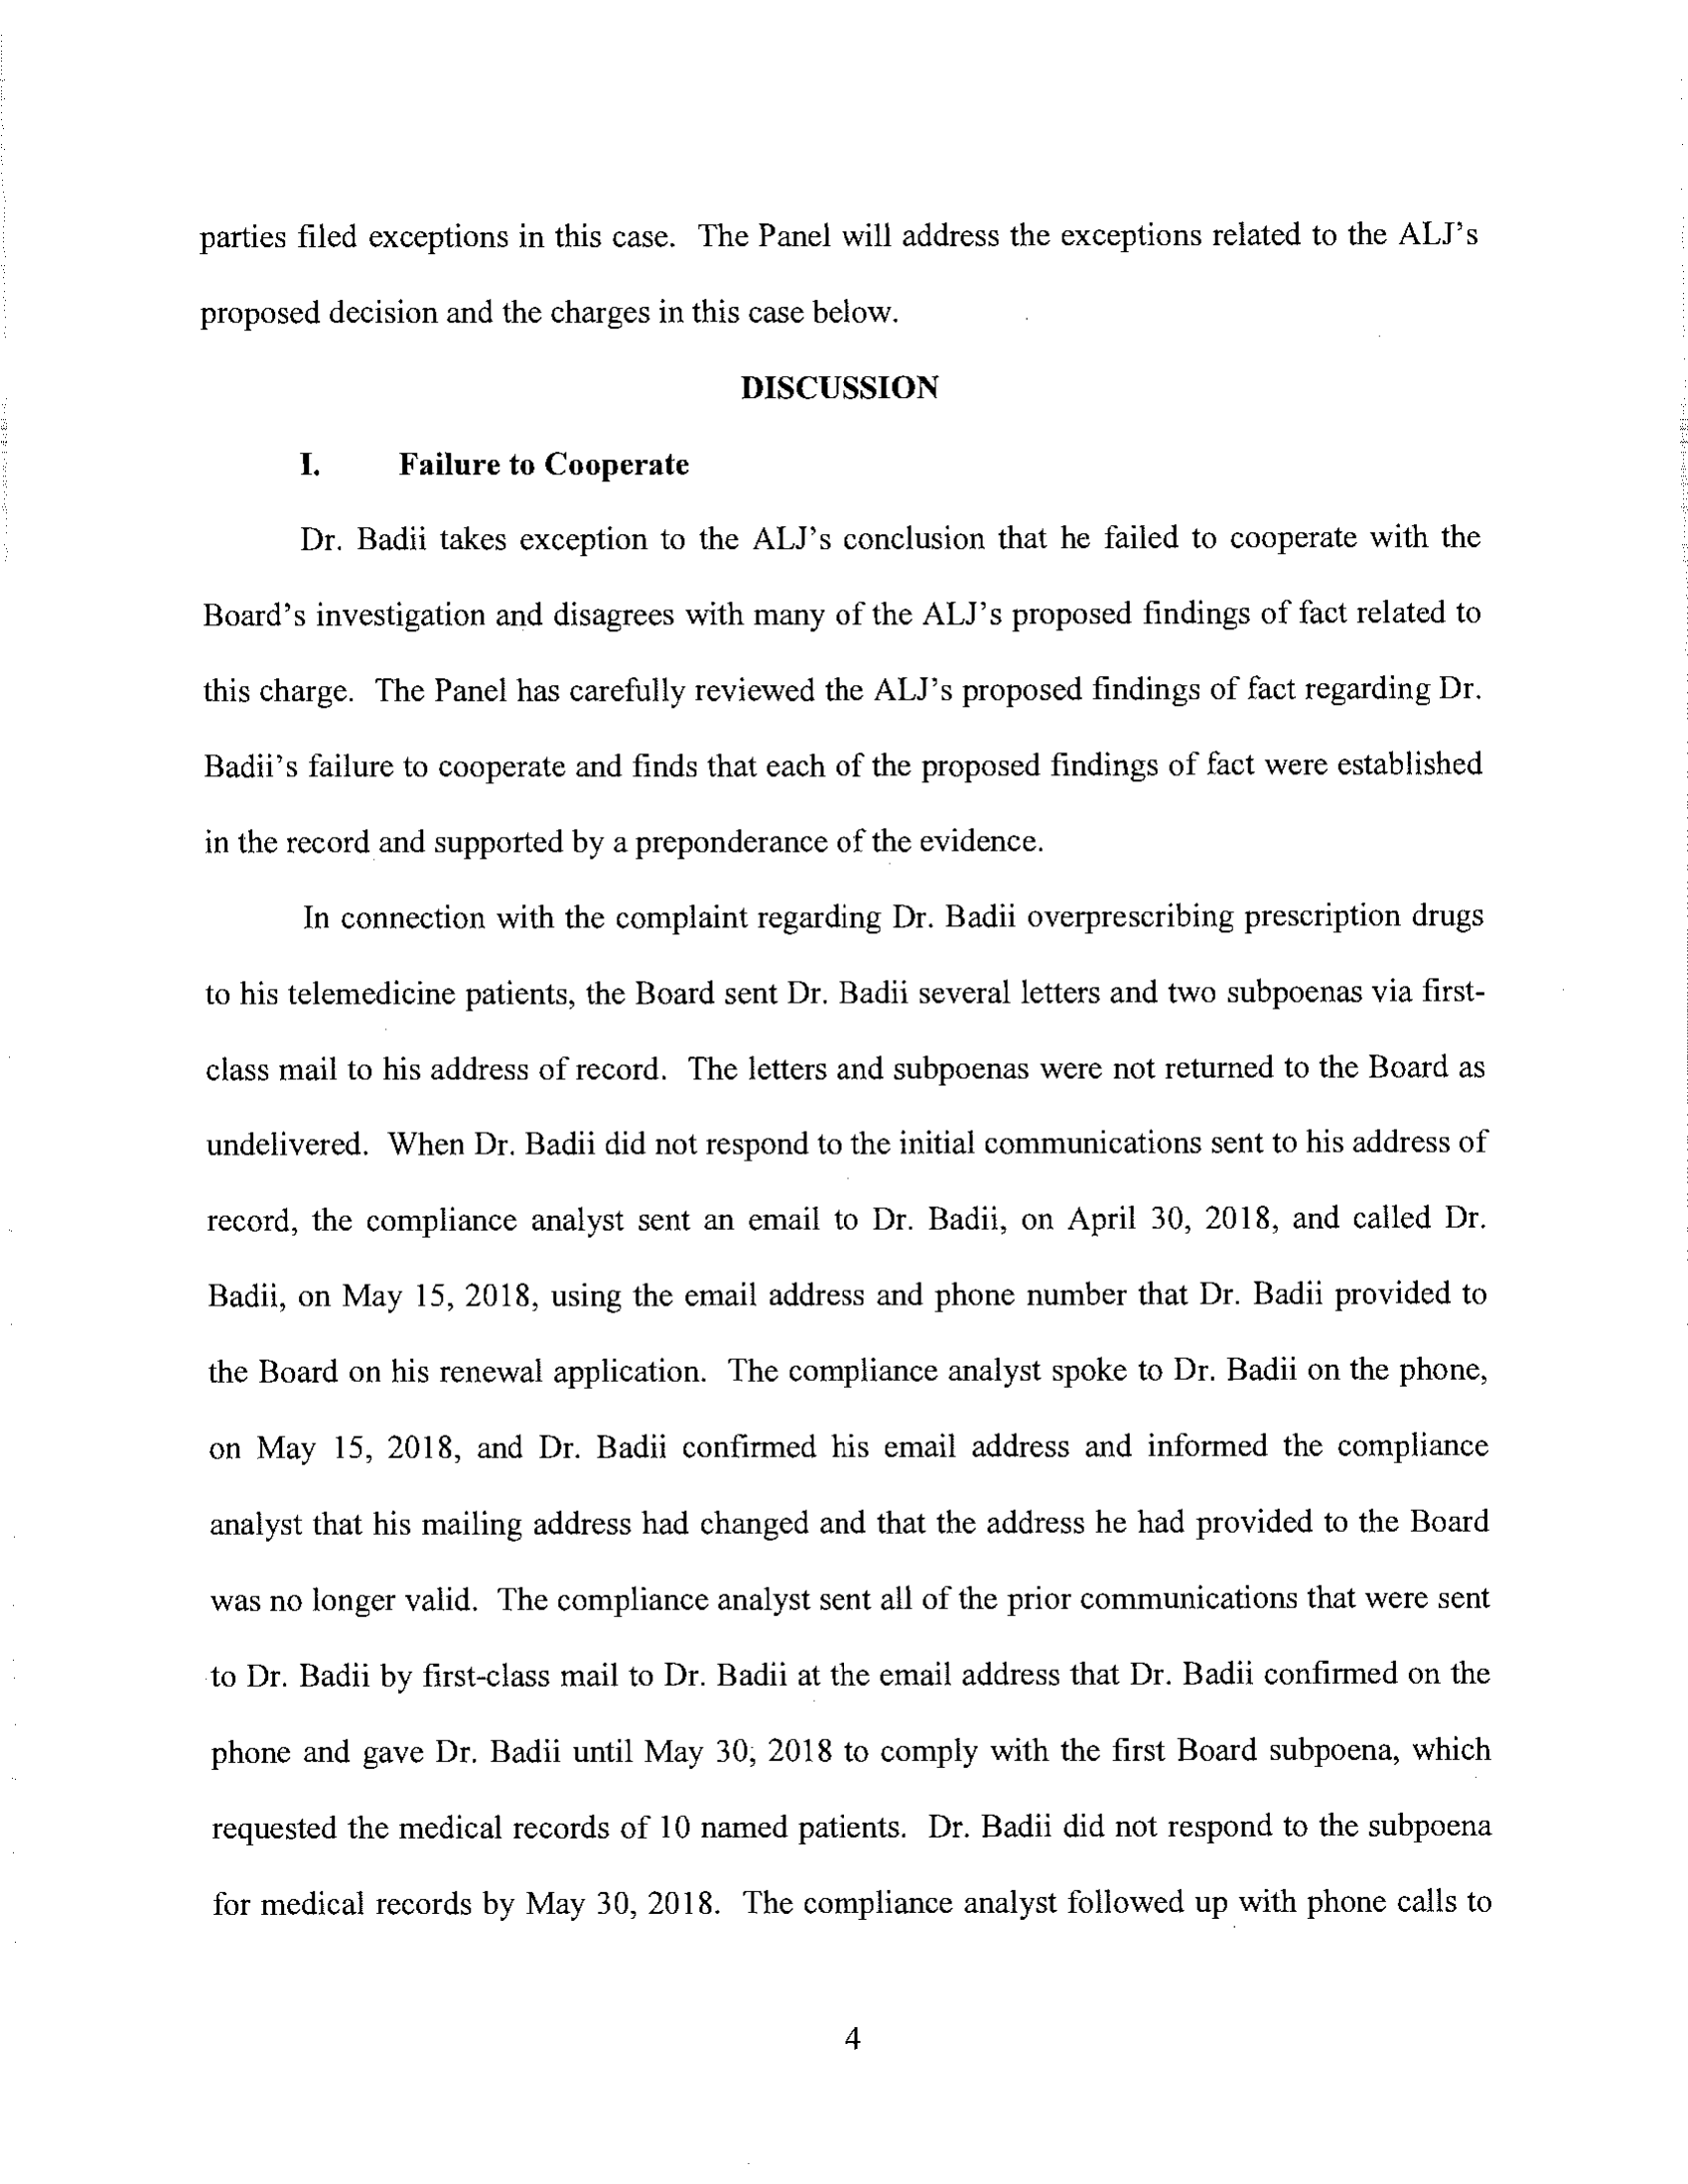 parties filed exceptions in this case. The Panel will address the exceptions related to the ALJ's
proposed decision and the charges in this case below.
DISCUSSION
I. Failure to Cooperate
Dr. Badii takes exception to the ALJ's conclusion that he failed to cooperate with the
Board's investigation and disagrees with many of the ALJ's proposed findings of fact related to
this charge. The Panel has carefully reviewed the ALJ's proposed findings of fact regarding Dr.
Badii's failure to cooperate and finds that each of the proposed findings of fact were established
in the record and supported by a preponderance of the evidence.
In connection with the complaint regarding Dr. Badii overprescribing prescription drugs
to his telemedicine patients, the Board sent Dr. Badii several letters and two subpoenas via first-
class mail to his address of record. The letters and subpoenas were not returned to the Board as
undelivered. When Dr. Badii did not respond to the initial communications sent to his address of
record, the compliance analyst sent an email to Dr. Badii, on April 30, 2018, and called Dr.
Badii, on May 15, 2018, using the email address and phone number that Dr. Badii provided to
the Board on his renewal application. The compliance analyst spoke to Dr. Badii on the phone,
on May 15, 2018, and Dr. Badii confirmed his email address and informed the compliance
analyst that his mailing address had changed and that the address he had provided to the Board
was no longer valid. The compliance analyst sent all of the prior communications that were sent
to Dr. Badii by first-class mail to Dr. Badii at the email address that Dr. Badii confirmed on the
phone and gave Dr. Badii until May 30, 2018 to comply with the first Board subpoena, which
requested the medical records of 10 named patients. Dr. Badii did not respond to the subpoena
for medical records by May 30, 2018. The compliance analyst followed up with phone calls to
4